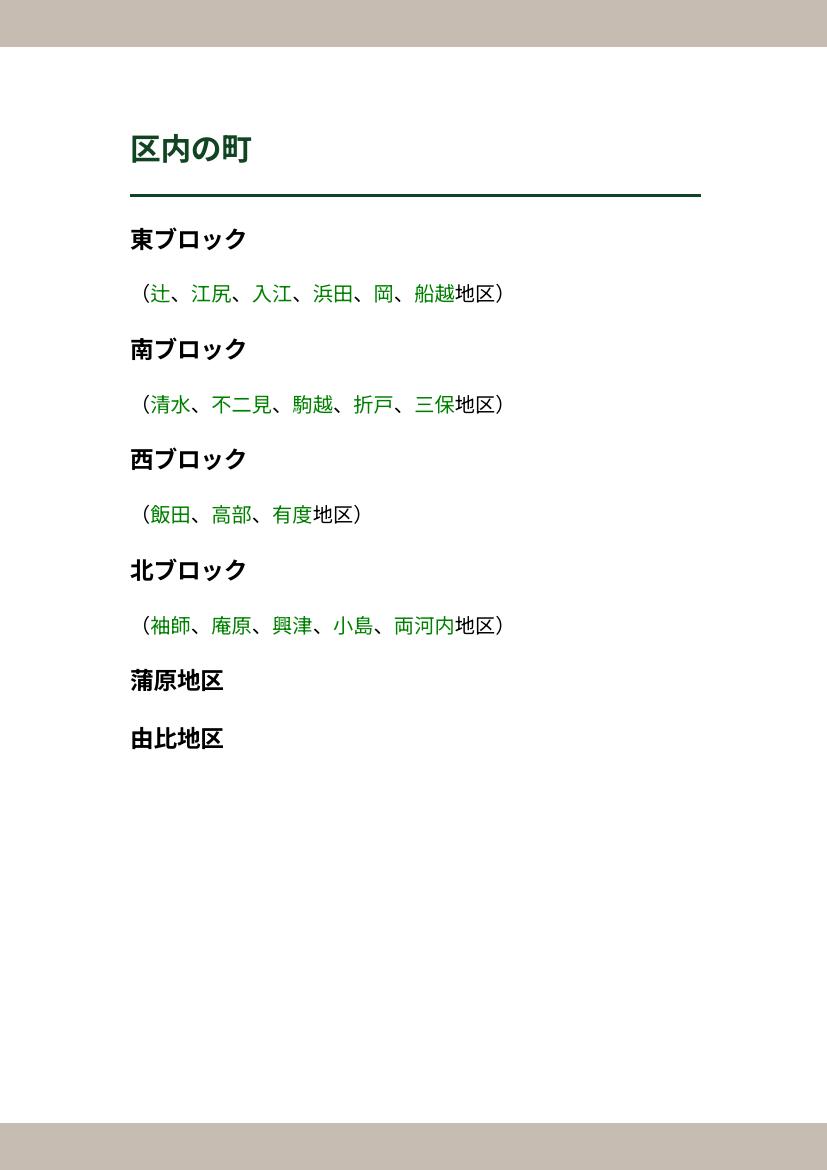 区内の町
東ブロック
（辻、江尻、入江、浜田、岡、船越地区）
南ブロック
（清水、不二見、駒越、折戸、三保地区）
西ブロック
（飯田、高部、有度地区）
北ブロック
（袖師、庵原、興津、小島、両河内地区）
蒲原地区
由比地区